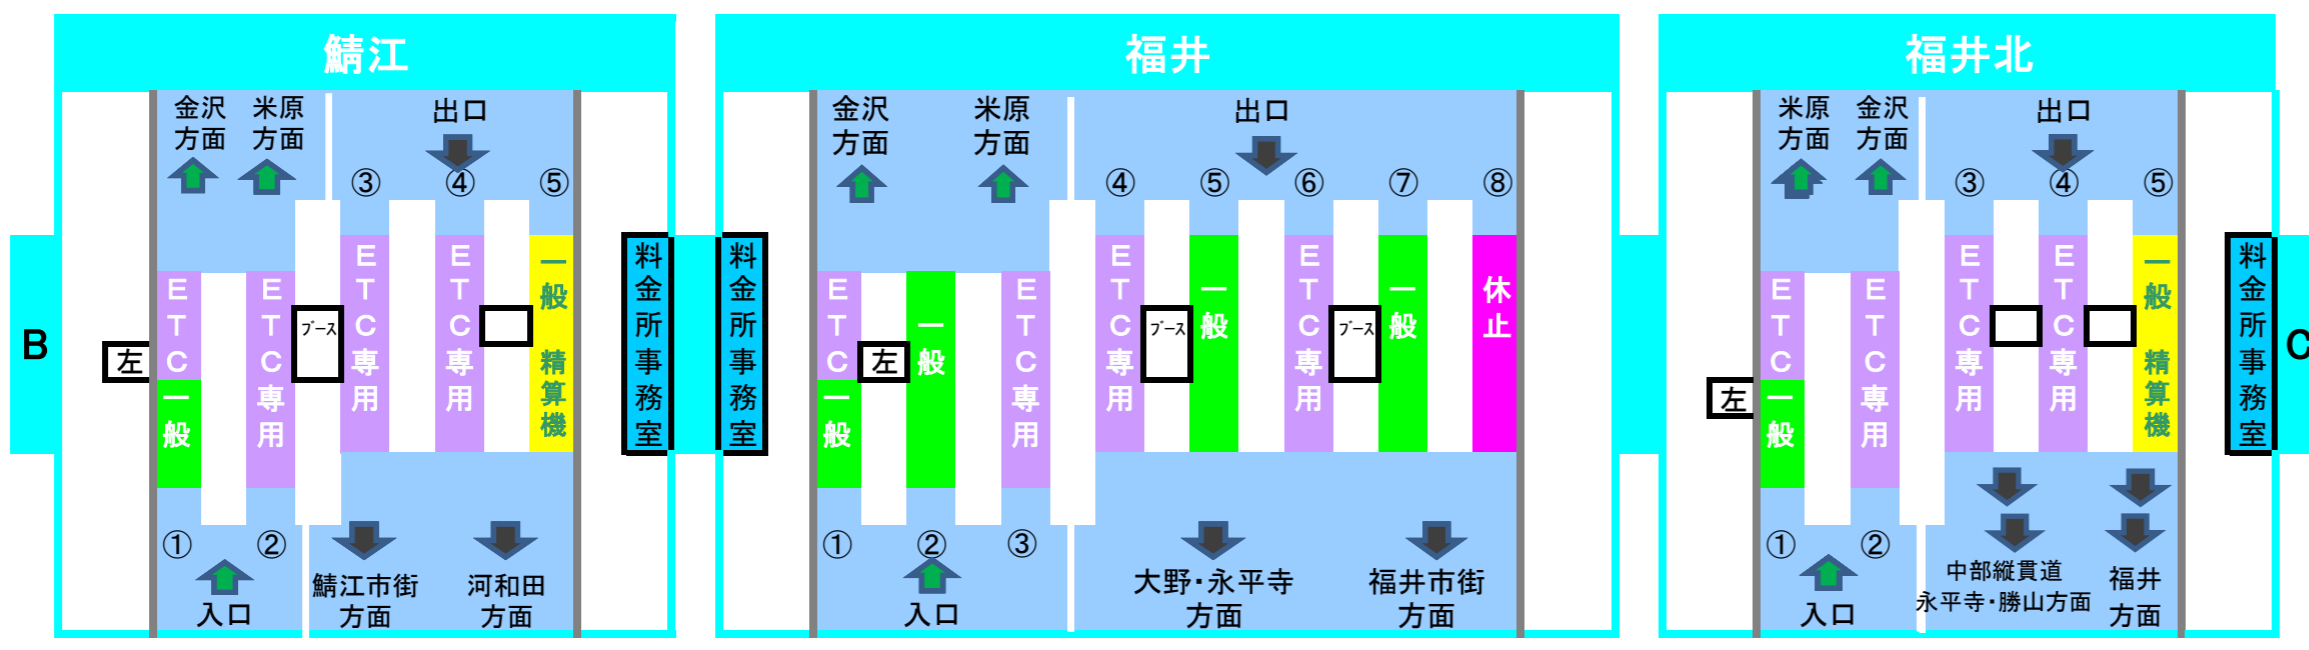 鯖江
金沢
方面
米原
方面
出口
③
④
⑤
ETC
一般
ETC専用
ETC専用
ETC専用
一般 精算機
B
左
ブース
料金所事務室
①
②
入口
鯖江市街
方面
河和田
方面
福井
金沢
方面
米原
方面
出口
④
⑤
⑥
⑦
⑧
料金所事務室
ETC
一般
左
一般
ETC専用
ETC専用
ブース
一般
ETC専用
ブース
一般
休止
①
②
③
入口
大野・永平寺
方面
福井市街
方面
福井北
米原
方面
金沢
方面
出口
③
④
⑤
左
ETC
一般
ETC専用
ETC専用
ETC専用
一般 精算機
料金所事務室
C
①
②
入口
中部縦貫道
永平寺・勝山方面
福井
方面